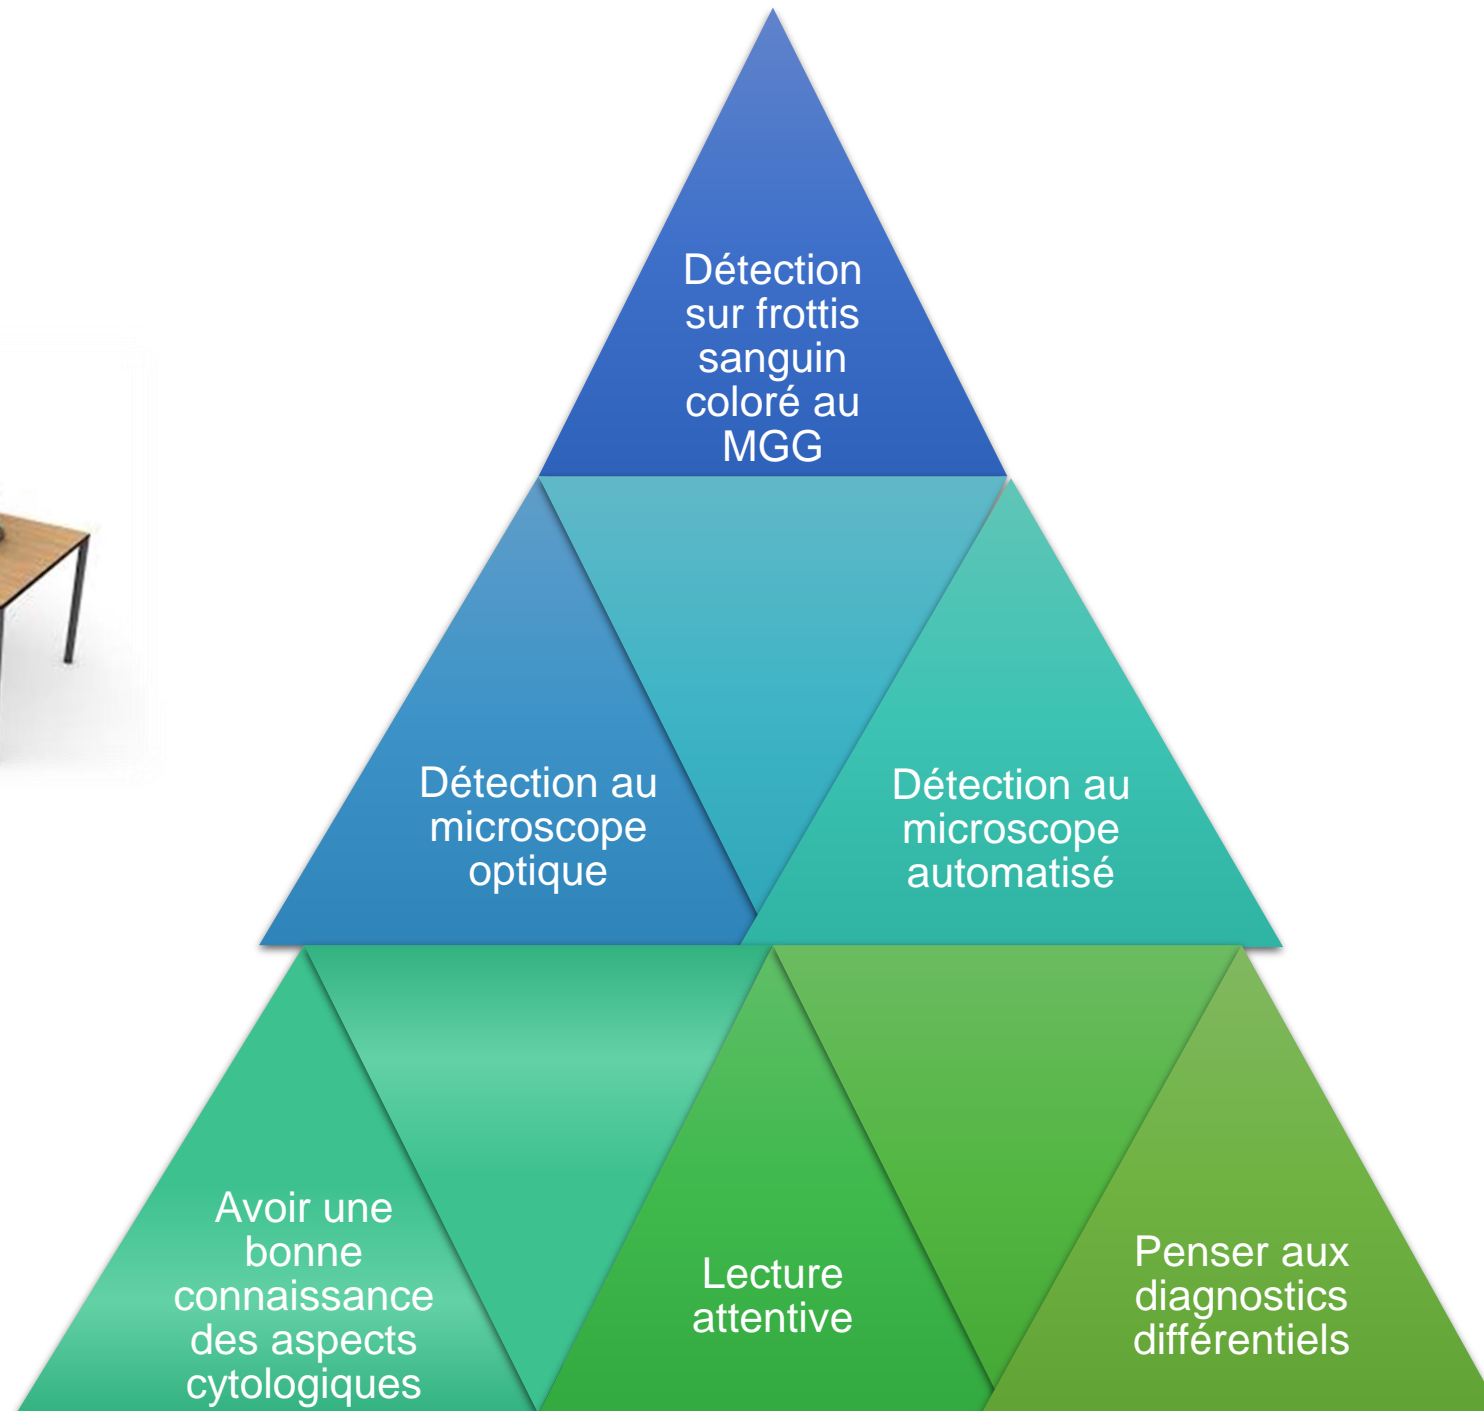 Détection
sur frottis
sanguin
coloré au
MGG
Détection au
microscope
optique
Détection au
microscope
automatisé
Avoir une
bonne
connaissance
des aspects
cytologiques
Lecture
attentive
Penser aux
diagnostics
différentiels